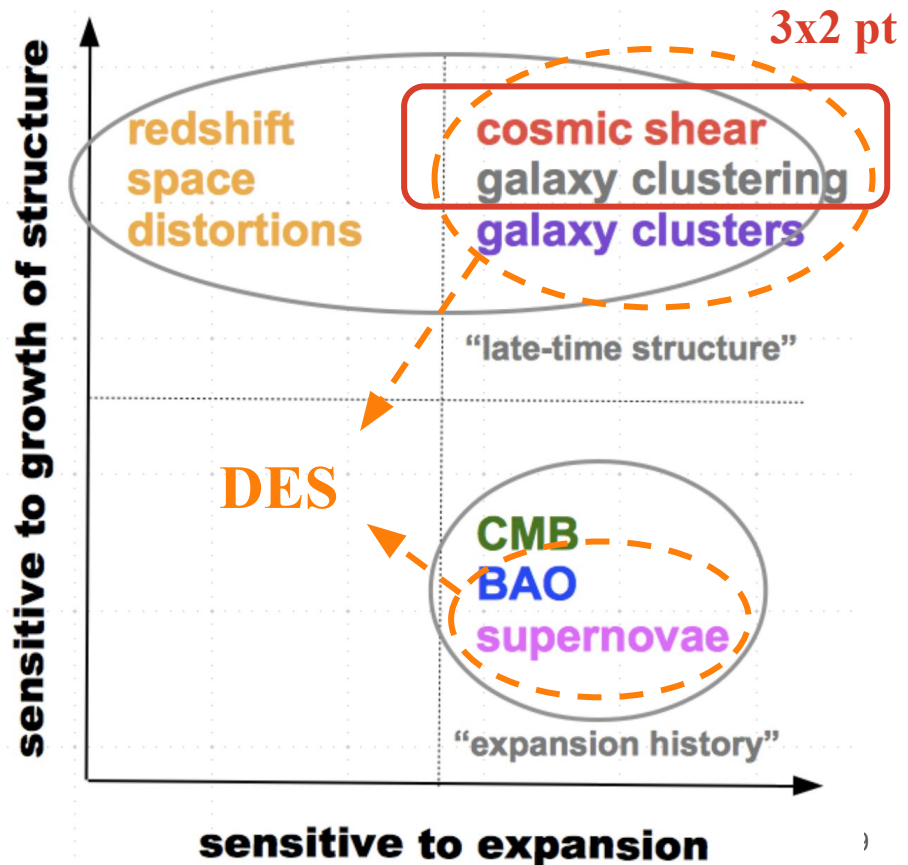 3x2 pt
sensitive to growth of structure
redshift
space
distortions
cosmic shear
galaxy clustering
galaxy clusters
“late-time structure”
DES
CMB
BAO
supernovae
“expansion history”
sensitive to expansion